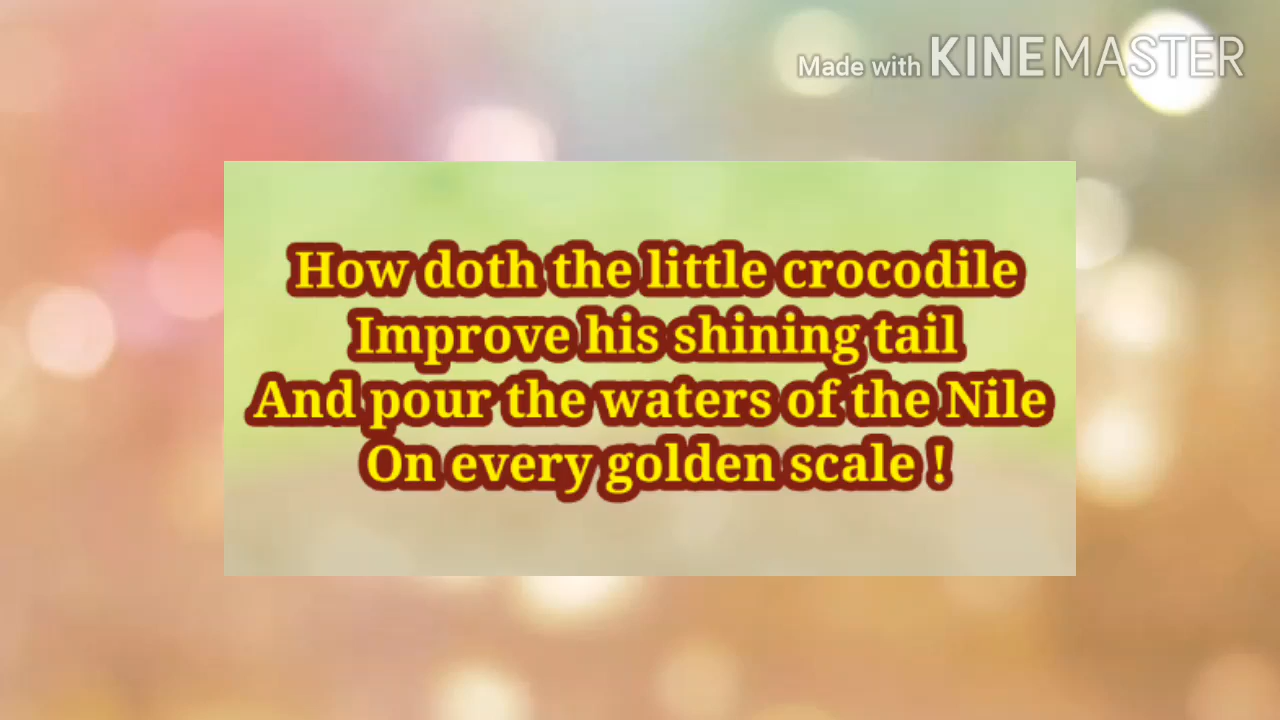 Made with KINEMASTER
How doth the little crocodile
Improve his shining tail
And pour the waters of the Nile
On every golden scale !